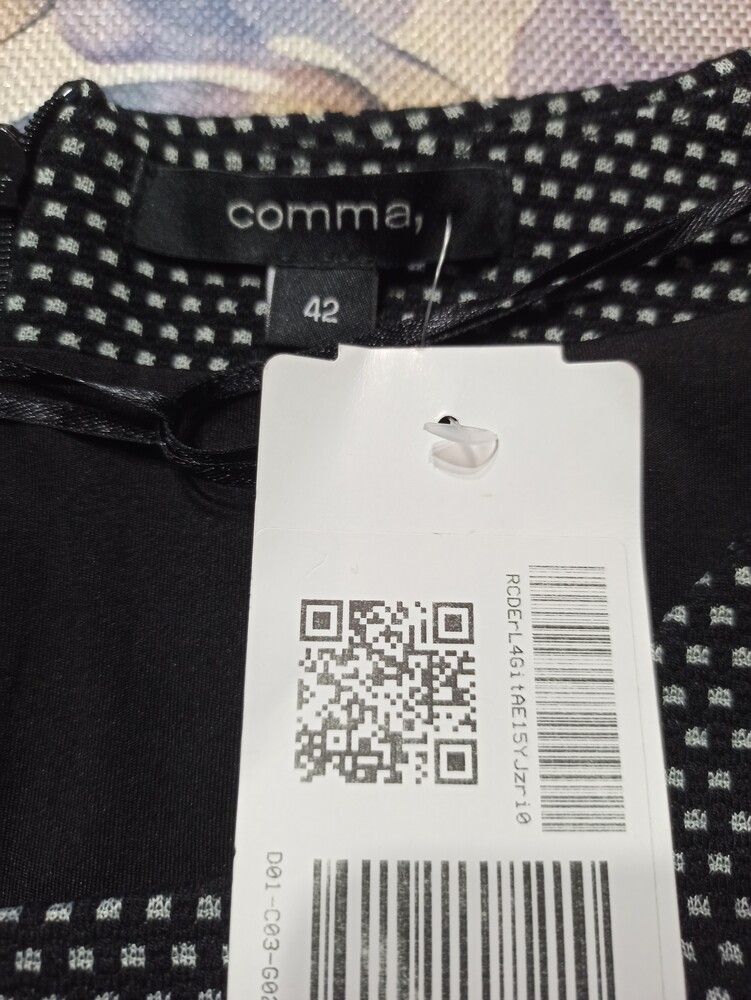 comma,
42
RCDErL4GitAE15YJzri0
D01-C03-G02